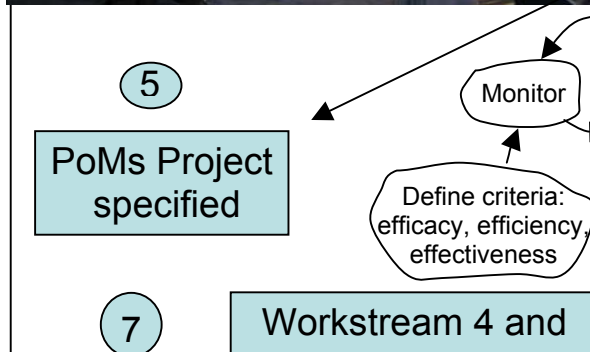 5
Monitor
PoMs Project
specified
Define criteria:
efficacy, efficiency,
effectiveness
7
Workstream 4 and